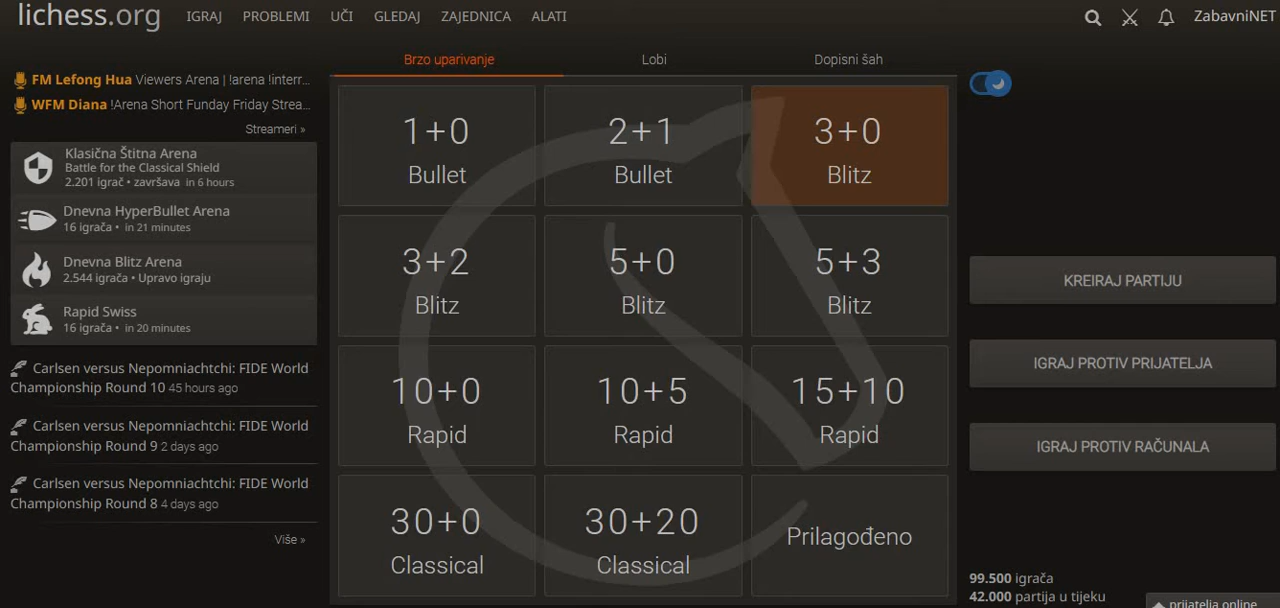 lichess.org
IGRAJ PROBLEMI UČI GLEDAJ ZAJEDNICA ALATI
ZabavniNET
FM Lefong Hua Viewers Arena | !arena !interr...
WFM Diana !Arena Short Funday Friday Strea...
Streameri »
Klasična Štitna Arena
Battle for the Classical Shield
2.201 igrač • završava in 6 hours
Dnevna HyperBullet Arena
16 igrača • in 21 minutes
Dnevna Blitz Arena
2.544 igrača • Upravo igraju
Rapid Swiss
16 igrača • in 20 minutes
Carlsen versus Nepomniachtchi: FIDE World
Championship Round 10 45 hours ago
Carlsen versus Nepomniachtchi: FIDE World
Championship Round 9 2 days ago
Carlsen versus Nepomniachtchi: FIDE World
Championship Round 8 4 days ago
Više »
Brzo uparivanje Lobi Dopisni šah
1+0 2+1 3+0
Bullet Bullet Blitz
3+2 5+0 5+3
Blitz Blitz Blitz
10+0 10+5 15+10
Rapid Rapid Rapid
30+0 30+20 Prilagođeno
Classical Classical
KREIRAJ PARTIJU
IGRAJ PROTIV PRIJATELJA
IGRAJ PROTIV RAČUNALA
99.500 igrača
42.000 partija u tijeku
prijatelja online